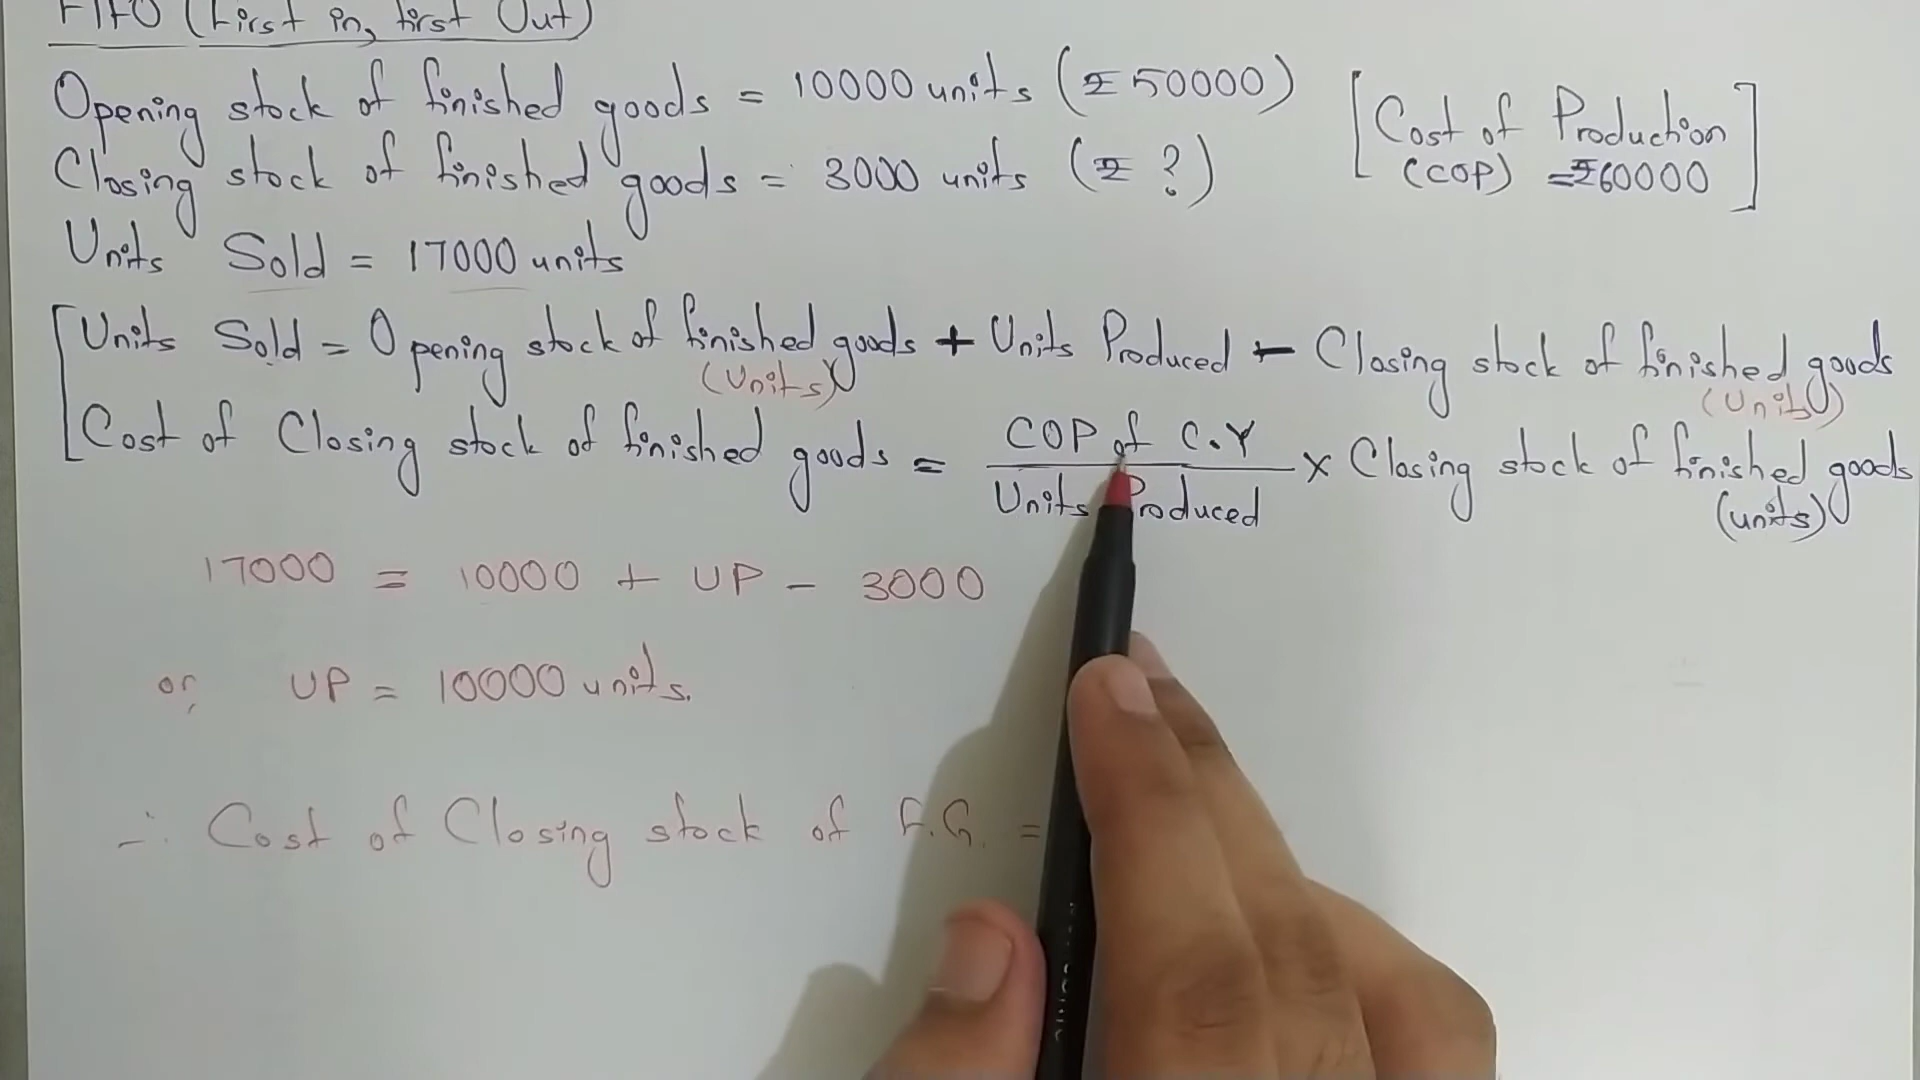 FIFO (First in, first Out)
Opening stock of finished goods = 10000 units (₹ 50000)
[Cost of Production
(COP) = ₹60000]
Closing stock of finished goods = 3000 units (₹ ?)
Units Sold = 17000 units
[Units Sold = Opening stock of finished goods + Units Produced - Closing stock of finished goods
(Units) (Units)
Cost of Closing stock of finished goods = COP of C.Y
Units Produced
x Closing stock of finished goods
(units)
17000 = 10000 + UP - 3000
or, UP = 10000 units.
∴ Cost of Closing stock of F.G. =